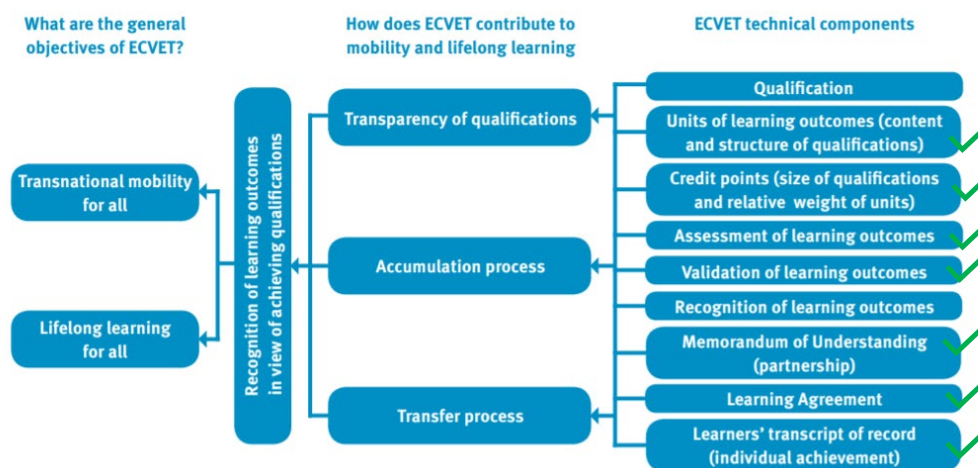 What are the general
objectives of ECVET?
How does ECVET contribute to
mobility and lifelong learning
ECVET technical components
Transnational mobility
for all
Lifelong learning
for all
Recognition of learning outcomes
in view of achieving qualifications
Transparency of qualifications
Accumulation process
Transfer process
Qualification
Units of learning outcomes (content
and structure of qualifications)
Credit points (size of qualifications
and relative weight of units)
Assessment of learning outcomes
Validation of learning outcomes
Recognition of learning outcomes
Memorandum of Understanding
(partnership)
Learning Agreement
Learners' transcript of record
(individual achievement)